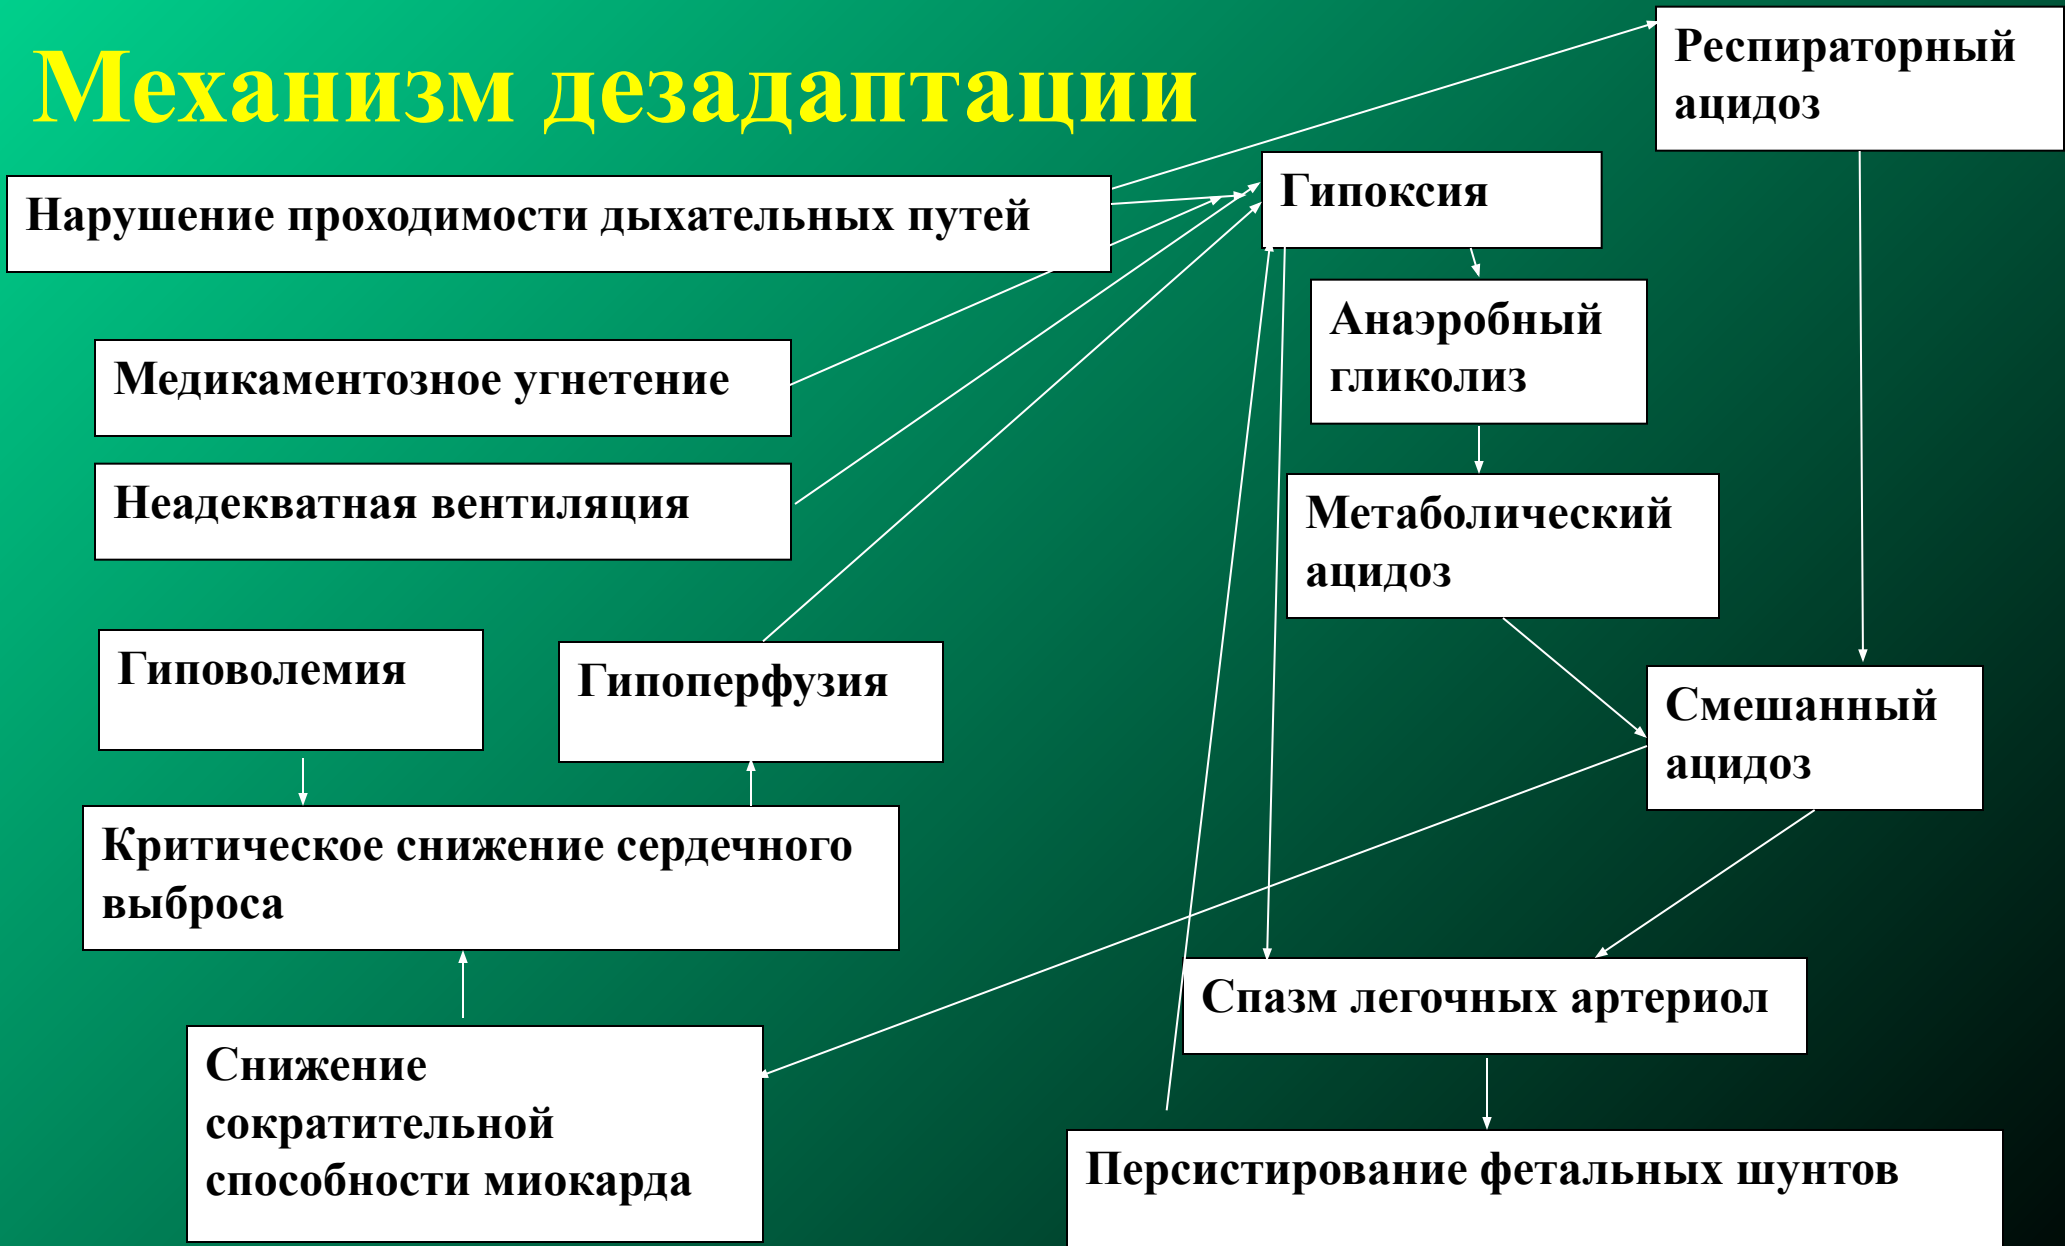 Механизм дезадаптации
Респираторный
ацидоз
Нарушение проходимости дыхательных путей
Гипоксия
Медикаментозное угнетение
Анаэробный
гликолиз
Неадекватная вентиляция
Метаболический
ацидоз
Гиповолемия
Гипоперфузия
Смешанный
ацидоз
Критическое снижение сердечного
выброса
Спазм легочных артериол
Снижение
сократительной
способности миокарда
Персистирование фетальных шунтов